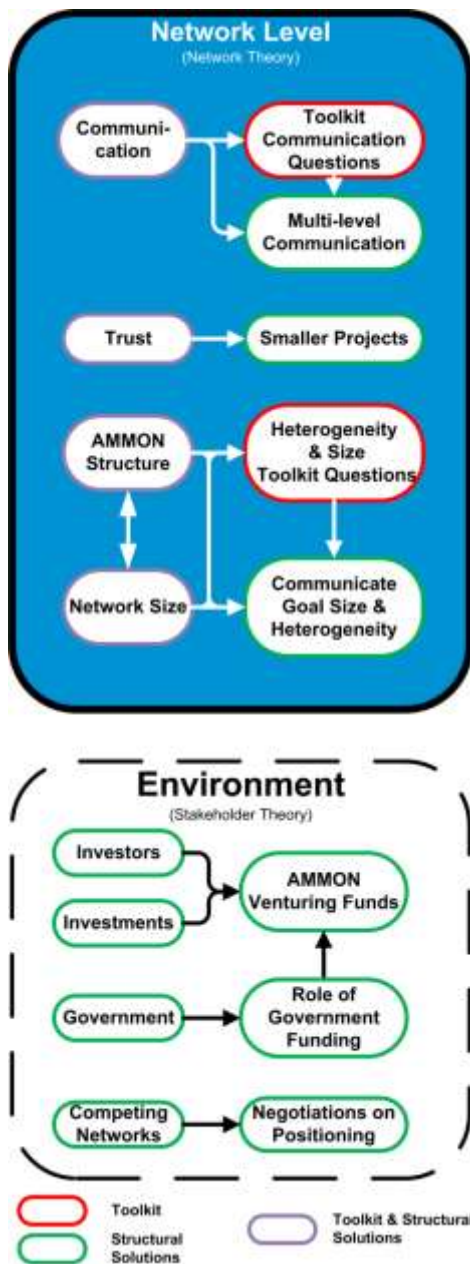 Network Level
(Network Theory)
Communi-
cation
Toolkit
Communication
Questions
Multi-level
Communication
Trust
Smaller Projects
AMMON
Structure
Heterogeneity
& Size
Toolkit Questions
Network Size
Communicate
Goal Size &
Heterogeneity
Environment
(Stakeholder Theory)
Investors
Investments
AMMON
Venturing Funds
Government
Role of
Government
Funding
Competing
Networks
Negotiations on
Positioning
Toolkit
Structural
Solutions
Toolkit & Structural
Solutions